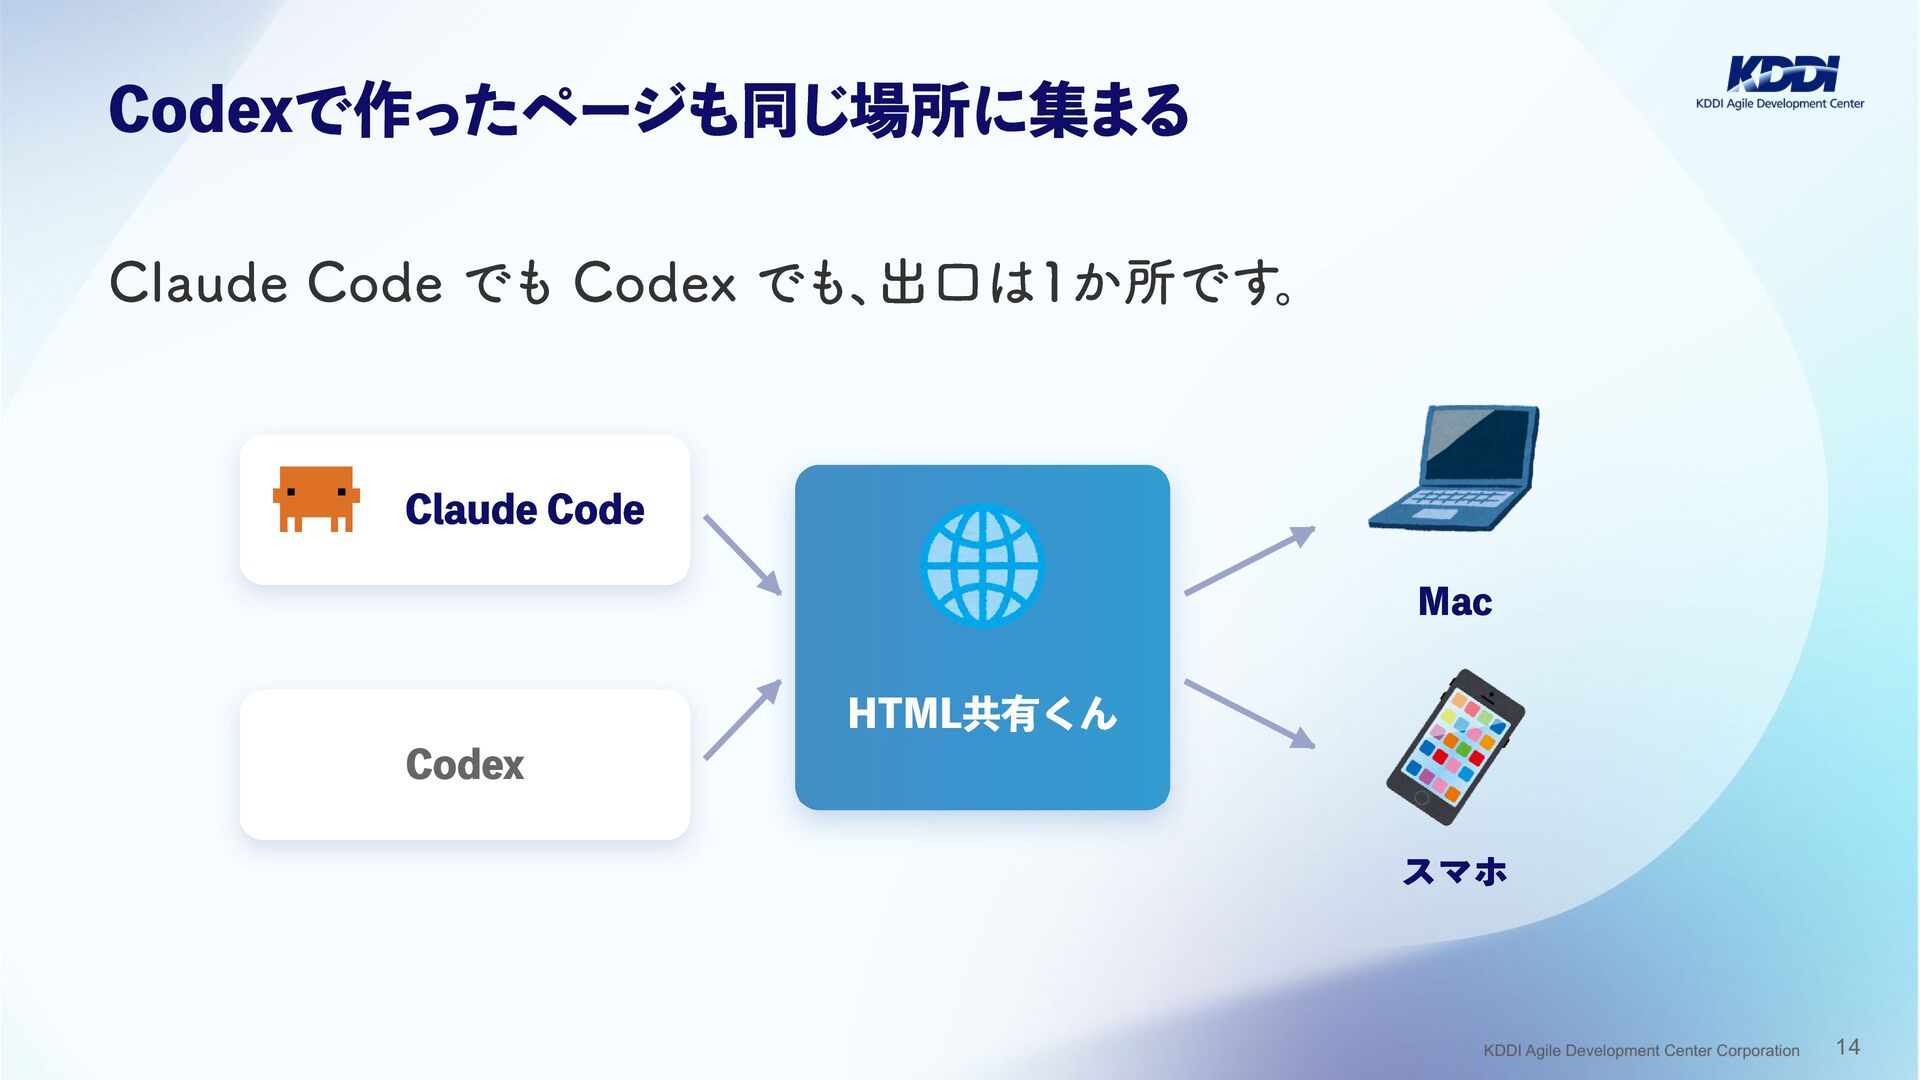 Codexで作ったページも同じ場所に集まる
KDDI
KDDI Agile Development Center
Claude Code でも Codex でも、出口は1か所です。
Claude Code
Codex
HTML共有くん
Mac
スマホ
KDDI Agile Development Center Corporation
14